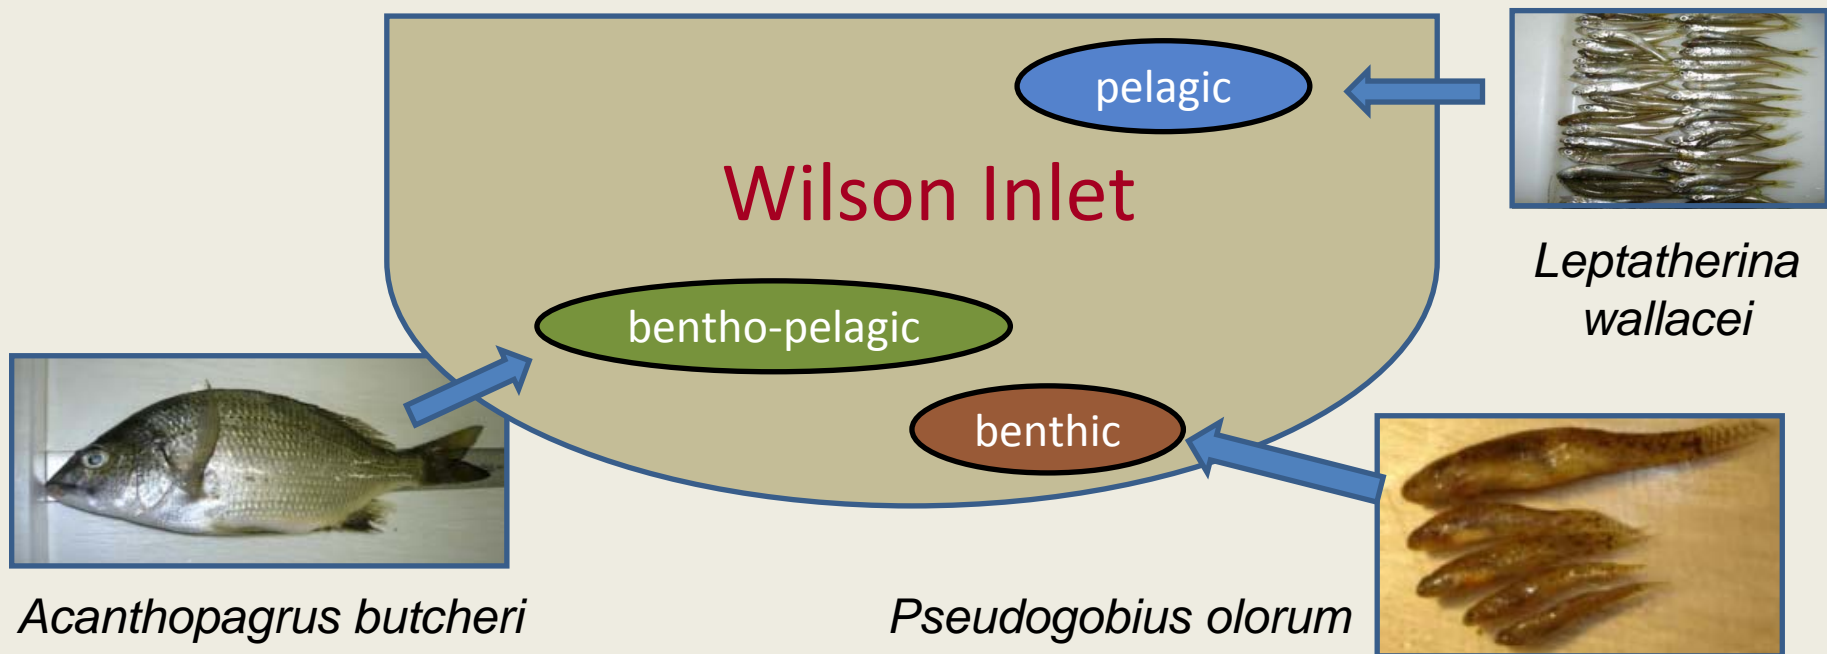 pelagic
Wilson Inlet
Leptatherina
wallacei
bentho-pelagic
benthic
Acanthopagrus butcheri
Pseudogobius olorum